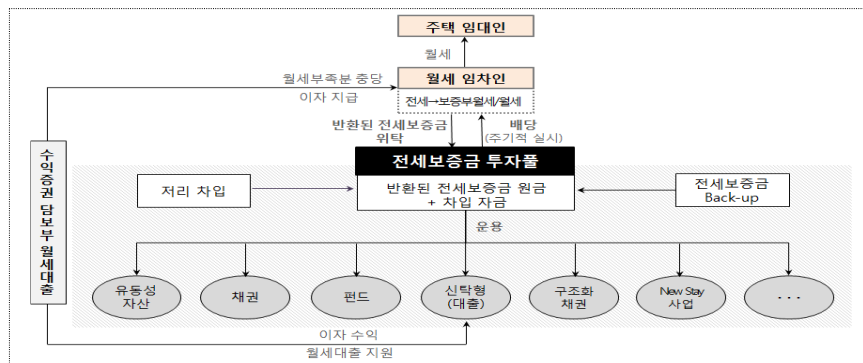 주택 임대인
월세
월세 임차인
전세→보증부월세/월세
월세부족분 충당
이자 지급
반환된 전세보증금
위탁
배당
(주기적 실시)
전세보증금 투자풀
반환된 전세보증금 원금
+ 차입 자금
저리 차입
전세보증금
Back-up
운용
수익증권 담보부 월세대출
유동성
자산
채권
펀드
신탁형
(대출)
구조화
채권
New Stay
사업
· · ·
이자 수익
월세대출 지원